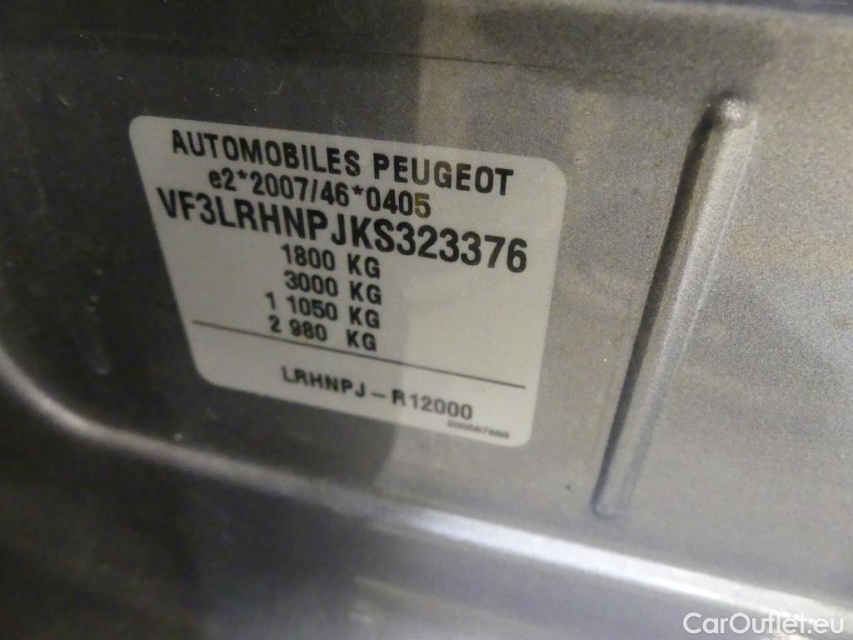 AUTOMOBILES PEUGEOT
e2*2007/46*0405
VF3LRHNPJKS323376
1800 KG
3000 KG
1 1050 KG
2 980 KG
LRHNPJ-R12000
CarOutlet.eu